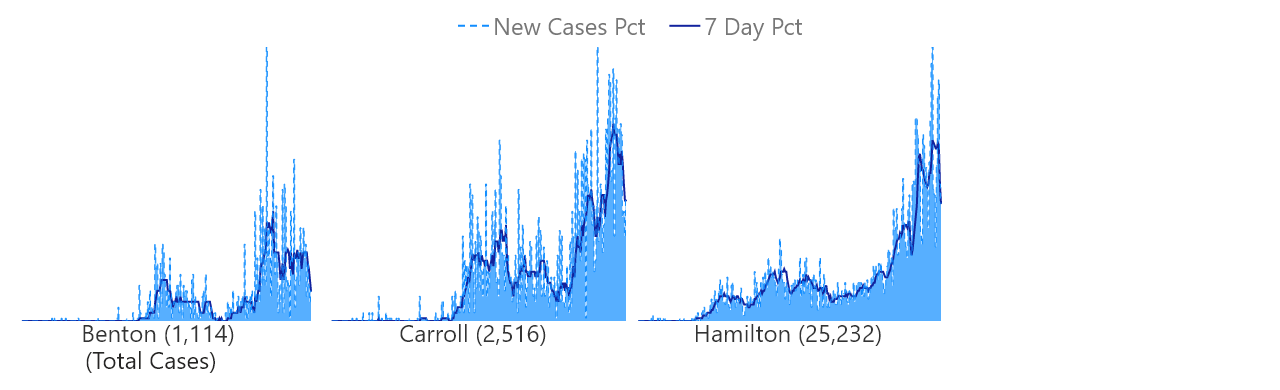 New Cases Pct 7 Day Pct
Benton (1,114) Carroll (2,516) Hamilton (25,232)
(Total Cases)